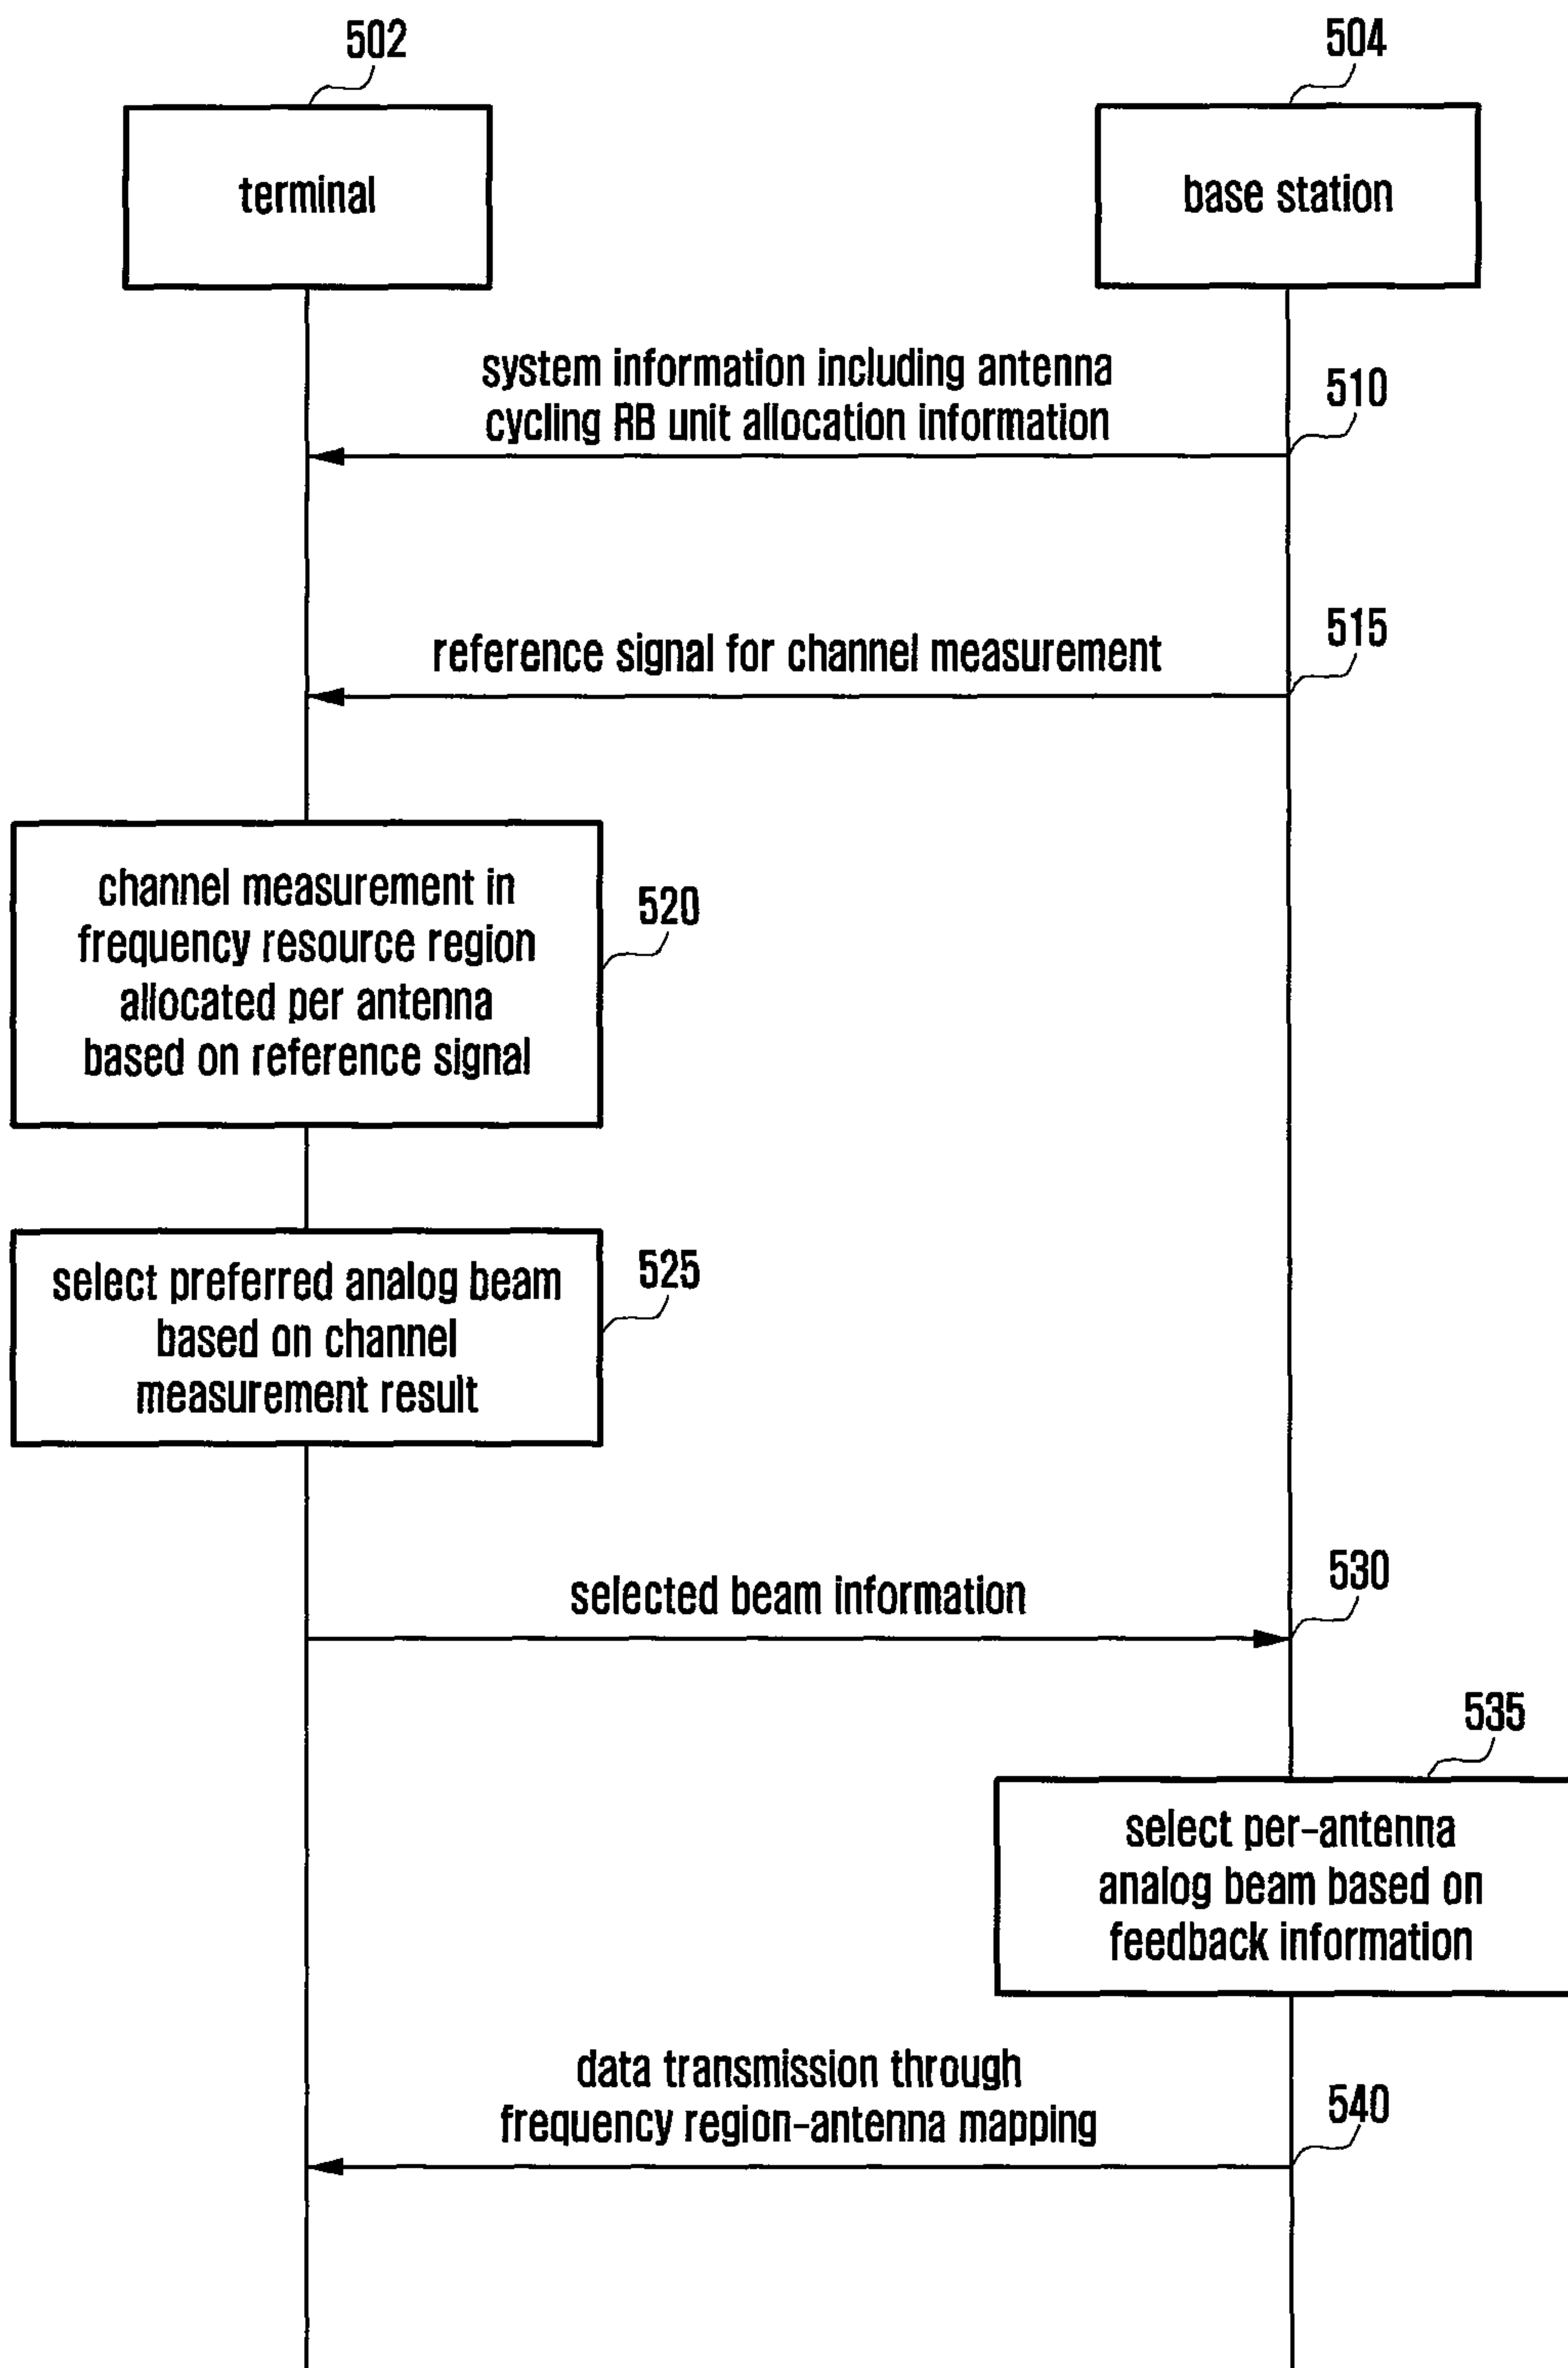 502
504
terminal
base station
system information including antenna
cycling RB unit allocation information
510
reference signal for channel measurement
515
channel measurement in
frequency resource region
allocated per antenna
based on reference signal
520
select preferred analog beam
based on channel
measurement result
525
selected beam information
530
535
select per-antenna
analog beam based on
feedback information
data transmission through
frequency region-antenna mapping
540